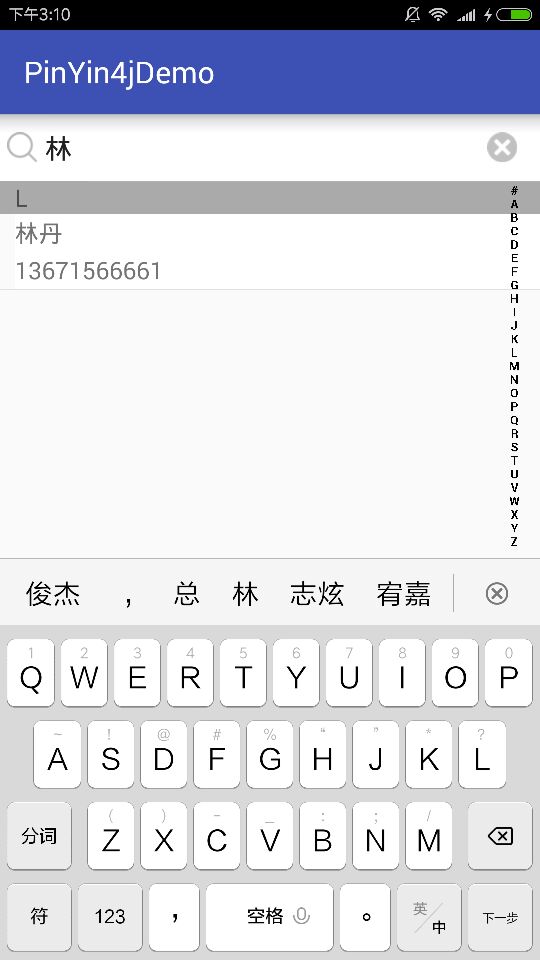 下午3:10
PinYin4jDemo
林
L
林丹
13671566661
#
A
B
C
D
E
F
G
H
I
J
K
L
M
N
O
P
Q
R
S
T
U
V
W
X
Y
Z
俊杰 , 总 林 志炫 宥嘉
1 2 3 4 5 6 7 8 9 0
Q W E R T Y U I O P
~ ! @ # % “ ” * ?
A S D F G H J K L
( ) - _ : ; /
分词 Z X C V B N M
符 123 , 空格 。 英/中 下一步